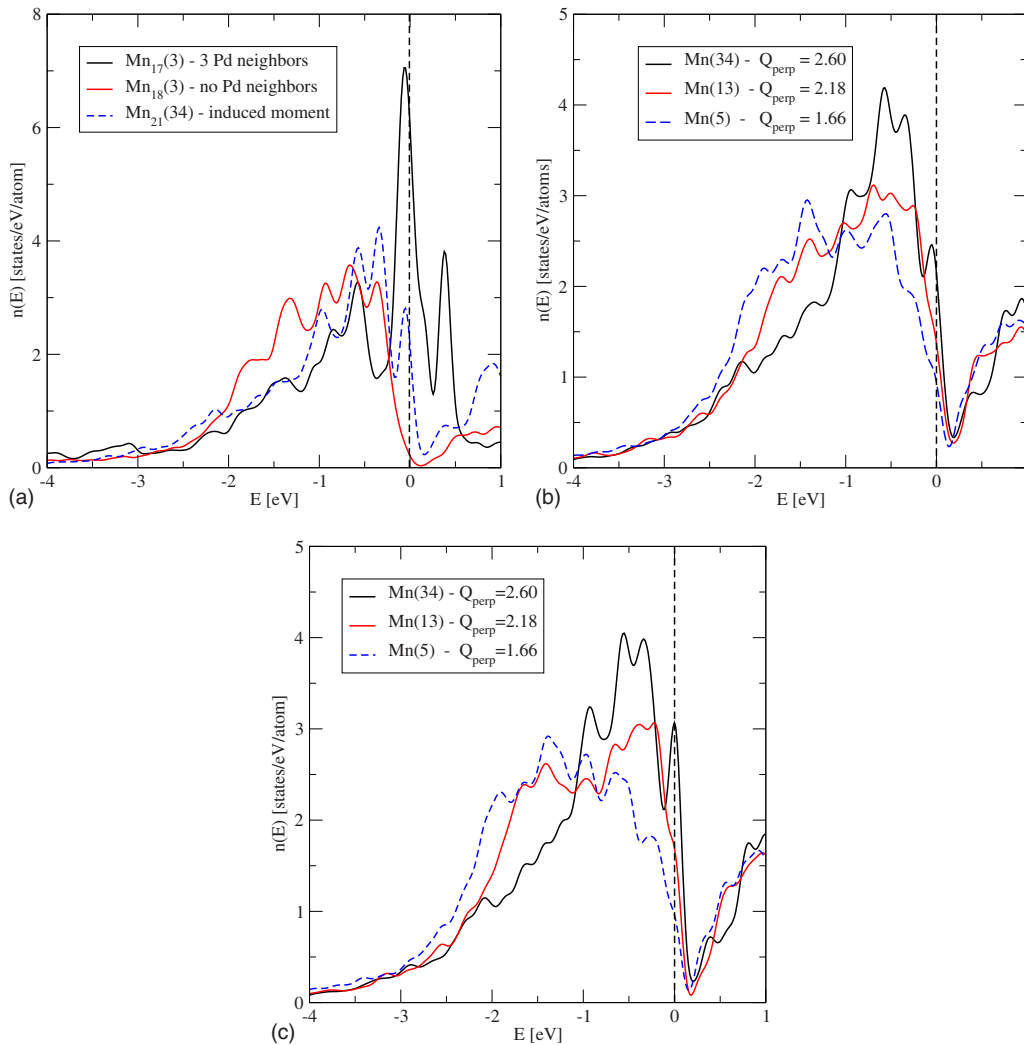 8
6
4
2
0
n(E) [states/eV/atom]
Mn17(3) - 3 Pd neighbors
Mn18(3) - no Pd neighbors
Mn21(34) - induced moment
-4
-3
-2
-1
0
1
E [eV]
(a)
5
4
3
2
1
0
n(E) [states/eV/atoms]
Mn(34) - Qperp = 2.60
Mn(13) - Qperp = 2.18
Mn(5) - Qperp = 1.66
-4
-3
-2
-1
0
E [eV]
(b)
5
4
3
2
1
0
n(E) [states/eV/atom]
Mn(34) - Qperp=2.60
Mn(13) - Qperp=2.18
Mn(5) - Qperp=1.66
-4
-3
-2
-1
0
1
E [eV]
(c)